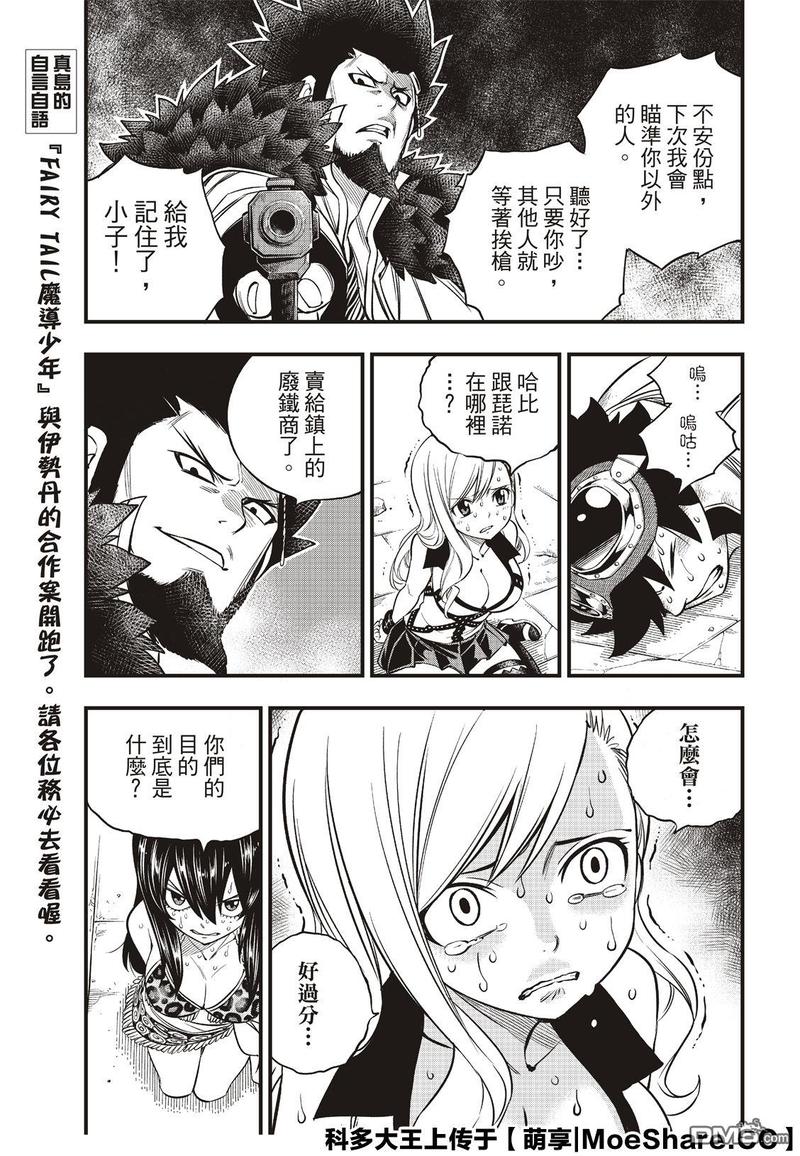 不安份點，
下次我會
瞄準你以外
的人。
聽好了…
只要你吵，
其他人就
等著挨槍。
給我
記住了，
小子！
嗚…
嗚咕
哈比
跟琵諾
在哪裡
…？
賣給鎮上的
廢鐵商了。
怎麼會…
好過分…
你們的
目的
到底是
什麼？
真島的
自言自語
『FAIRY TAIL魔導少年』與伊勢丹的合作案開跑了。請各位務必去看看喔。
科多大王上传于【萌享|MoeShare.CC】